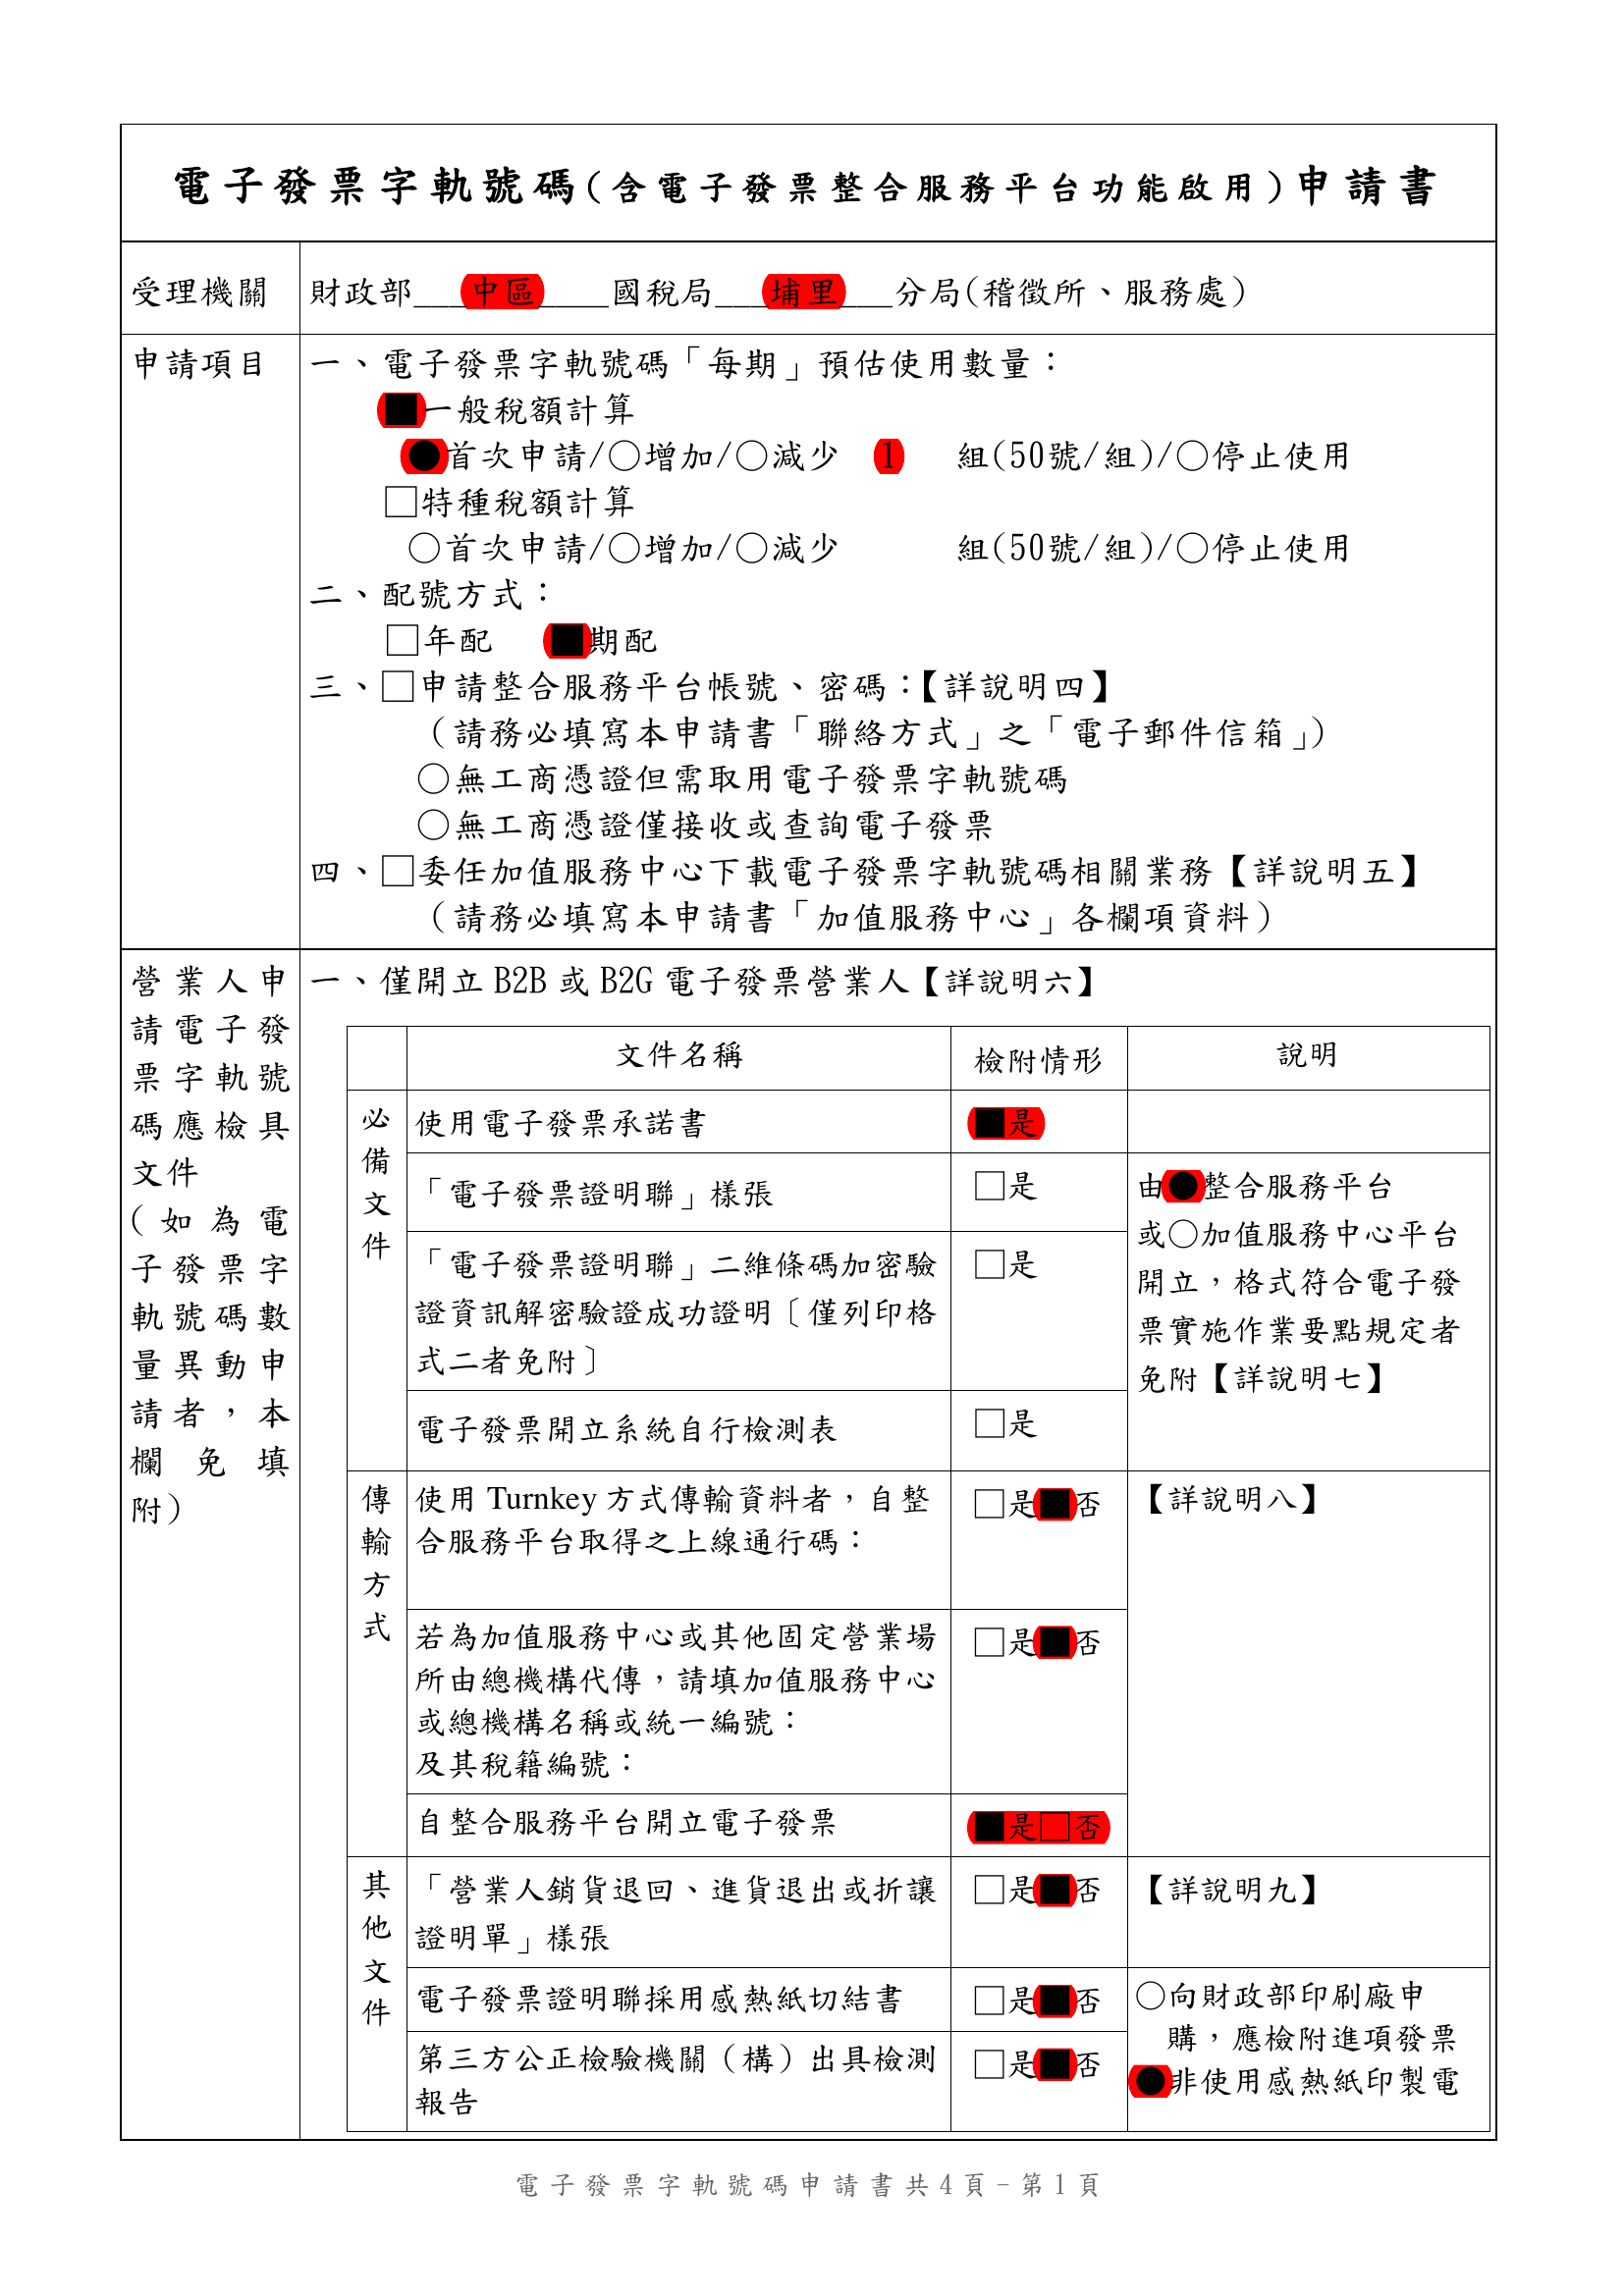 電子發票字軌號碼(含電子發票整合服務平台功能啟用)申請書
受理機關
財政部___中區____國稅局___埔里___分局(稽徵所、服務處)
申請項目
一、電子發票字軌號碼「每期」預估使用數量：
■一般稅額計算
●首次申請/○增加/○減少 1 組(50號/組)/○停止使用
□特種稅額計算
○首次申請/○增加/○減少 組(50號/組)/○停止使用
二、配號方式：
□年配 ■期配
三、□申請整合服務平台帳號、密碼：【詳說明四】
（請務必填寫本申請書「聯絡方式」之「電子郵件信箱」）
○無工商憑證但需取用電子發票字軌號碼
○無工商憑證僅接收或查詢電子發票
四、□委任加值服務中心下載電子發票字軌號碼相關業務【詳說明五】
（請務必填寫本申請書「加值服務中心」各欄項資料）
營業人申
請電子發
票字軌號
碼應檢具
文件
(如為電
子發票字
軌號碼數
量異動申
請者，本
欄免填
附)
一、僅開立 B2B 或 B2G 電子發票營業人【詳說明六】
文件名稱
檢附情形
說明
必
備
文
件
使用電子發票承諾書
■是
「電子發票證明聯」樣張
□是
由●整合服務平台
或○加值服務中心平台
開立，格式符合電子發
票實施作業要點規定者
免附【詳說明七】
「電子發票證明聯」二維條碼加密驗
證資訊解密驗證成功證明〔僅列印格
式二者免附〕
□是
電子發票開立系統自行檢測表
□是
傳
輸
方
式
使用 Turnkey 方式傳輸資料者，自整
合服務平台取得之上線通行碼：
□是■否
【詳說明八】
若為加值服務中心或其他固定營業場
所由總機構代傳，請填加值服務中心
或總機構名稱或統一編號：
及其稅籍編號：
□是■否
自整合服務平台開立電子發票
■是□否
其
他
文
件
「營業人銷貨退回、進貨退出或折讓
證明單」樣張
□是■否
【詳說明九】
電子發票證明聯採用感熱紙切結書
□是■否
○向財政部印刷廠申
購，應檢附進項發票
●非使用感熱紙印製電
第三方公正檢驗機關（構）出具檢測
報告
□是■否
電子發票字軌號碼申請書共4頁-第1頁